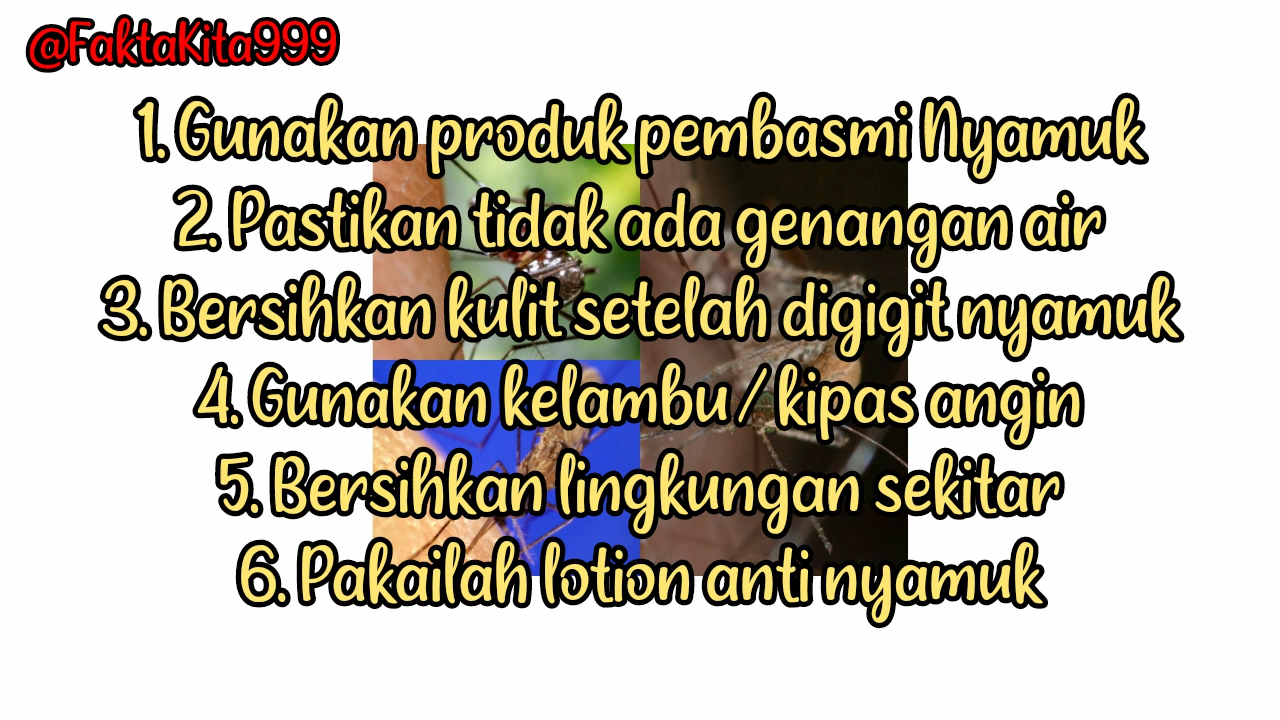 @FaktaKita999
1. Gunakan produk pembasmi Nyamuk
2. Pastikan tidak ada genangan air
3. Bersihkan kulit setelah digigit nyamuk
4. Gunakan kelambu / kipas angin
5. Bersihkan lingkungan sekitar
6. Pakailah lotion anti nyamuk